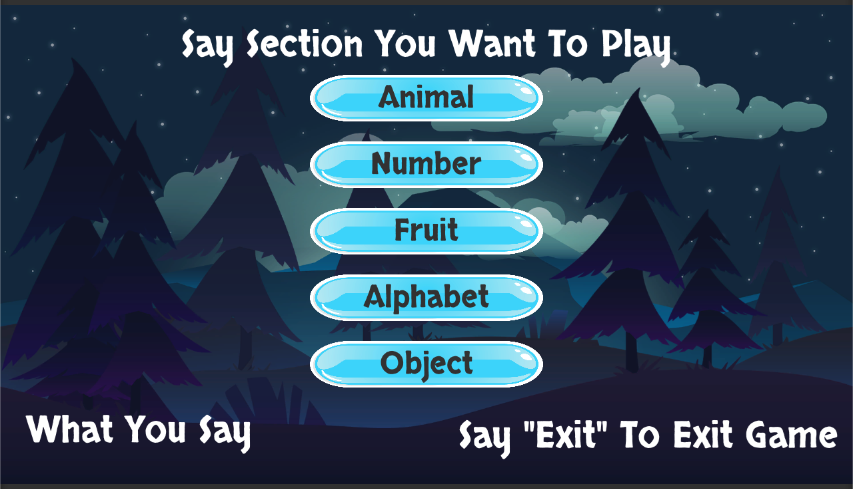 Say Section You Want To Play
Animal
Number
Fruit
Alphabet
Object
What You Say
Say "Exit" To Exit Game